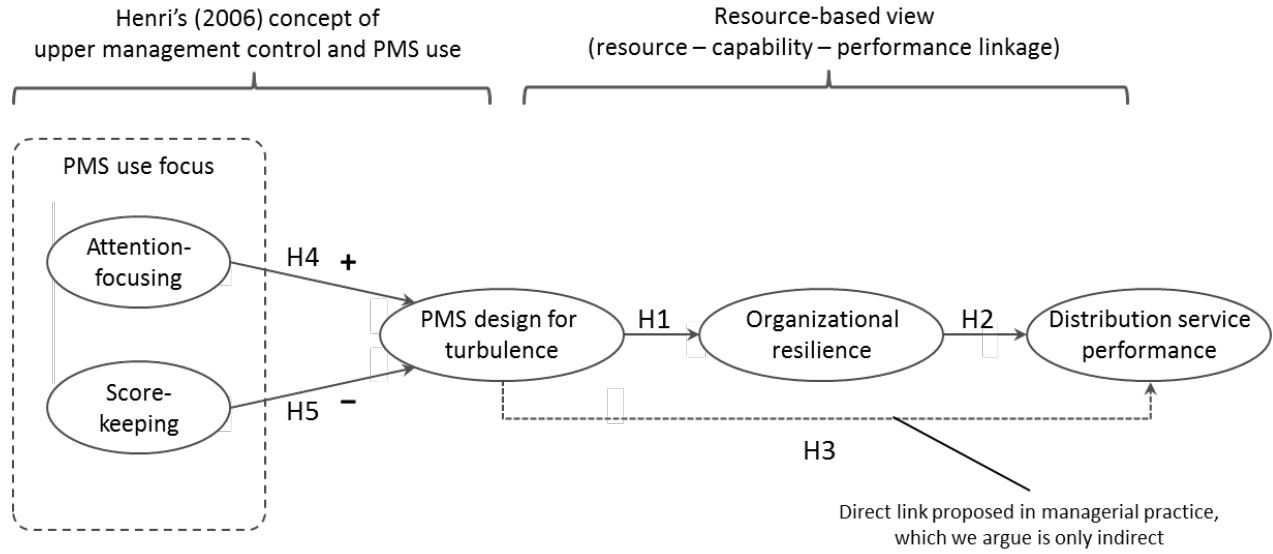 Henri’s (2006) concept of
upper management control and PMS use
Resource-based view
(resource – capability – performance linkage)
PMS use focus
Attention-
focusing
H4 +
PMS design for
turbulence
H1
Organizational
resilience
H2
Distribution service
performance
Score-
keeping
H5 –
H3
Direct link proposed in managerial practice,
which we argue is only indirect